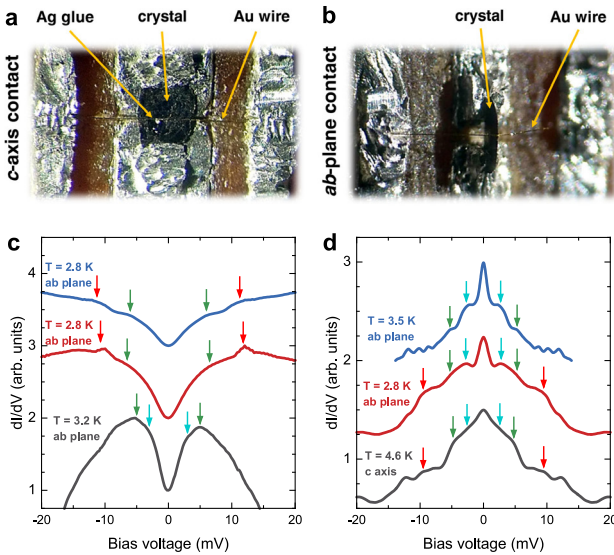 a
Ag glue
crystal
Au wire
c-axis contact
b
crystal
Au wire
ab-plane contact
c
T = 2.8 K
ab plane
T = 2.8 K
ab plane
T = 3.2 K
ab plane
4
3
2
1
dI/dV (arb. units)
-20
-10
0
10
20
Bias voltage (mV)
d
T = 3.5 K
ab plane
T = 2.8 K
ab plane
T = 4.6 K
c axis
3
2
1
dI/dV (arb. units)
-20
-10
0
10
20
Bias voltage (mV)